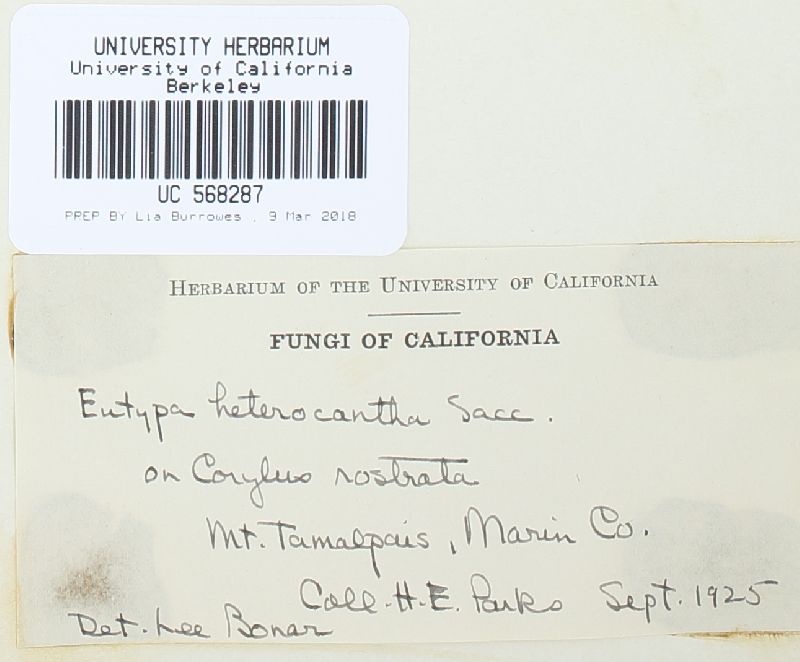 UNIVERSITY HERBARIUM
University of California
Berkeley
UC 568287
PREP BY Lia Burrowes . 9 Mar 2018
HERBARIUM OF THE UNIVERSITY OF CALIFORNIA
FUNGI OF CALIFORNIA
Eutypa heterocantha Sacc.
on Corylus rostrata
Mt. Tamalpais, Marin Co.
Coll. H.E. Parks Sept. 1925
Det. Lee Bonar